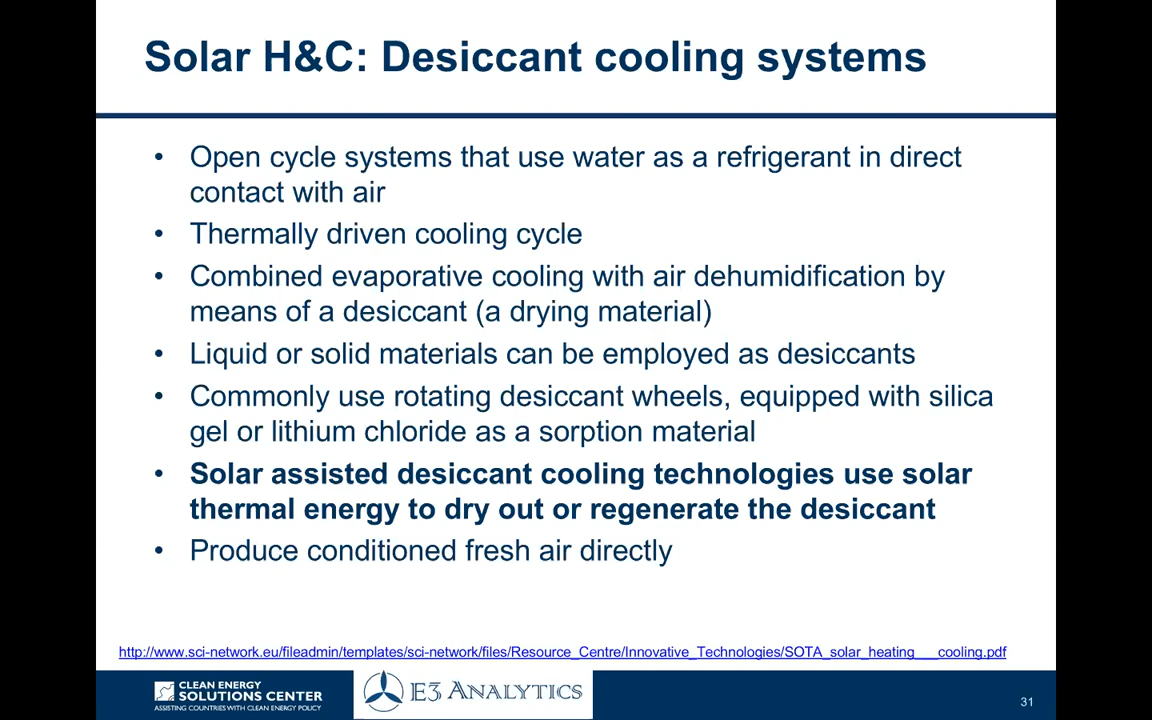 Solar H&C: Desiccant cooling systems
• Open cycle systems that use water as a refrigerant in direct
contact with air
• Thermally driven cooling cycle
• Combined evaporative cooling with air dehumidification by
means of a desiccant (a drying material)
• Liquid or solid materials can be employed as desiccants
• Commonly use rotating desiccant wheels, equipped with silica
gel or lithium chloride as a sorption material
• Solar assisted desiccant cooling technologies use solar
thermal energy to dry out or regenerate the desiccant
• Produce conditioned fresh air directly
http://www.sci-network.eu/fileadmin/templates/sci-network/files/Resource_Centre/Innovative_Technologies/SOTA_solar_heating___cooling.pdf
CLEAN ENERGY
SOLUTIONS CENTER
ASSISTING COUNTRIES WITH CLEAN ENERGY POLICY
E3 ANALYTICS
31